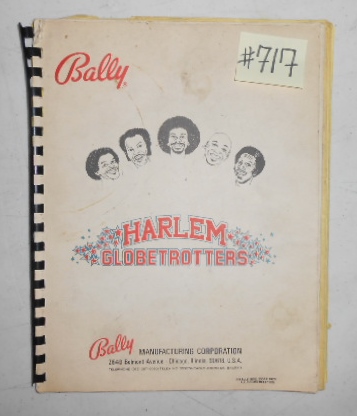 Bally
#717
HARLEM
GLOBETROTTERS
Bally MANUFACTURING CORPORATION
2640 Belmont Avenue Chicago, Illinois 60618, U.S.A.